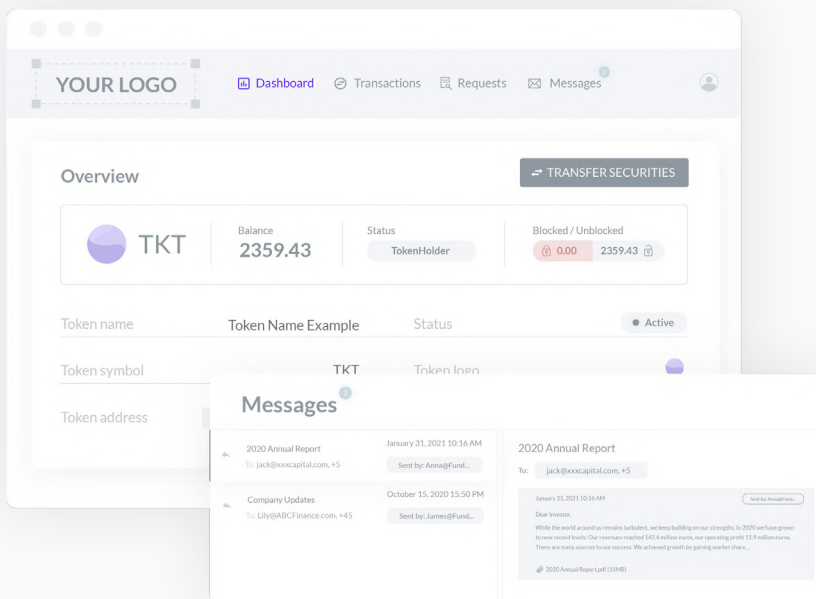 YOUR LOGO
Dashboard
Transactions
Requests
Messages
2
Overview
TRANSFER SECURITIES
TKT
Balance
2359.43
Status
TokenHolder
Blocked / Unblocked
0.00
2359.43
Token name
Token Name Example
Status
Active
Token symbol
TKT
Token logo
Token address
Messages
2
2020 Annual Report
To: jack@xxxcapital.com, +5
January 31, 2021 10:16 AM
Sent by: Anna@Fund...
Company Updates
To: Lily@ABCFinance.com, +45
October 15, 2020 15:50 PM
Sent by: James@Fund...
2020 Annual Report
To: jack@xxxcapital.com, +5
January 31, 2021 10:16 AM
Sent by: Anna@Fund...
Dear Investor,
While the world around us remains turbulent, we keep building on our strengths. In 2020 we have grown
to new record levels: Our revenues reached 142.4 million euros, our operating profit 11.9 million euros.
There are many sources to our success. We achieved growth by gaining market share...
2020 Annual Report.pdf (15MB)